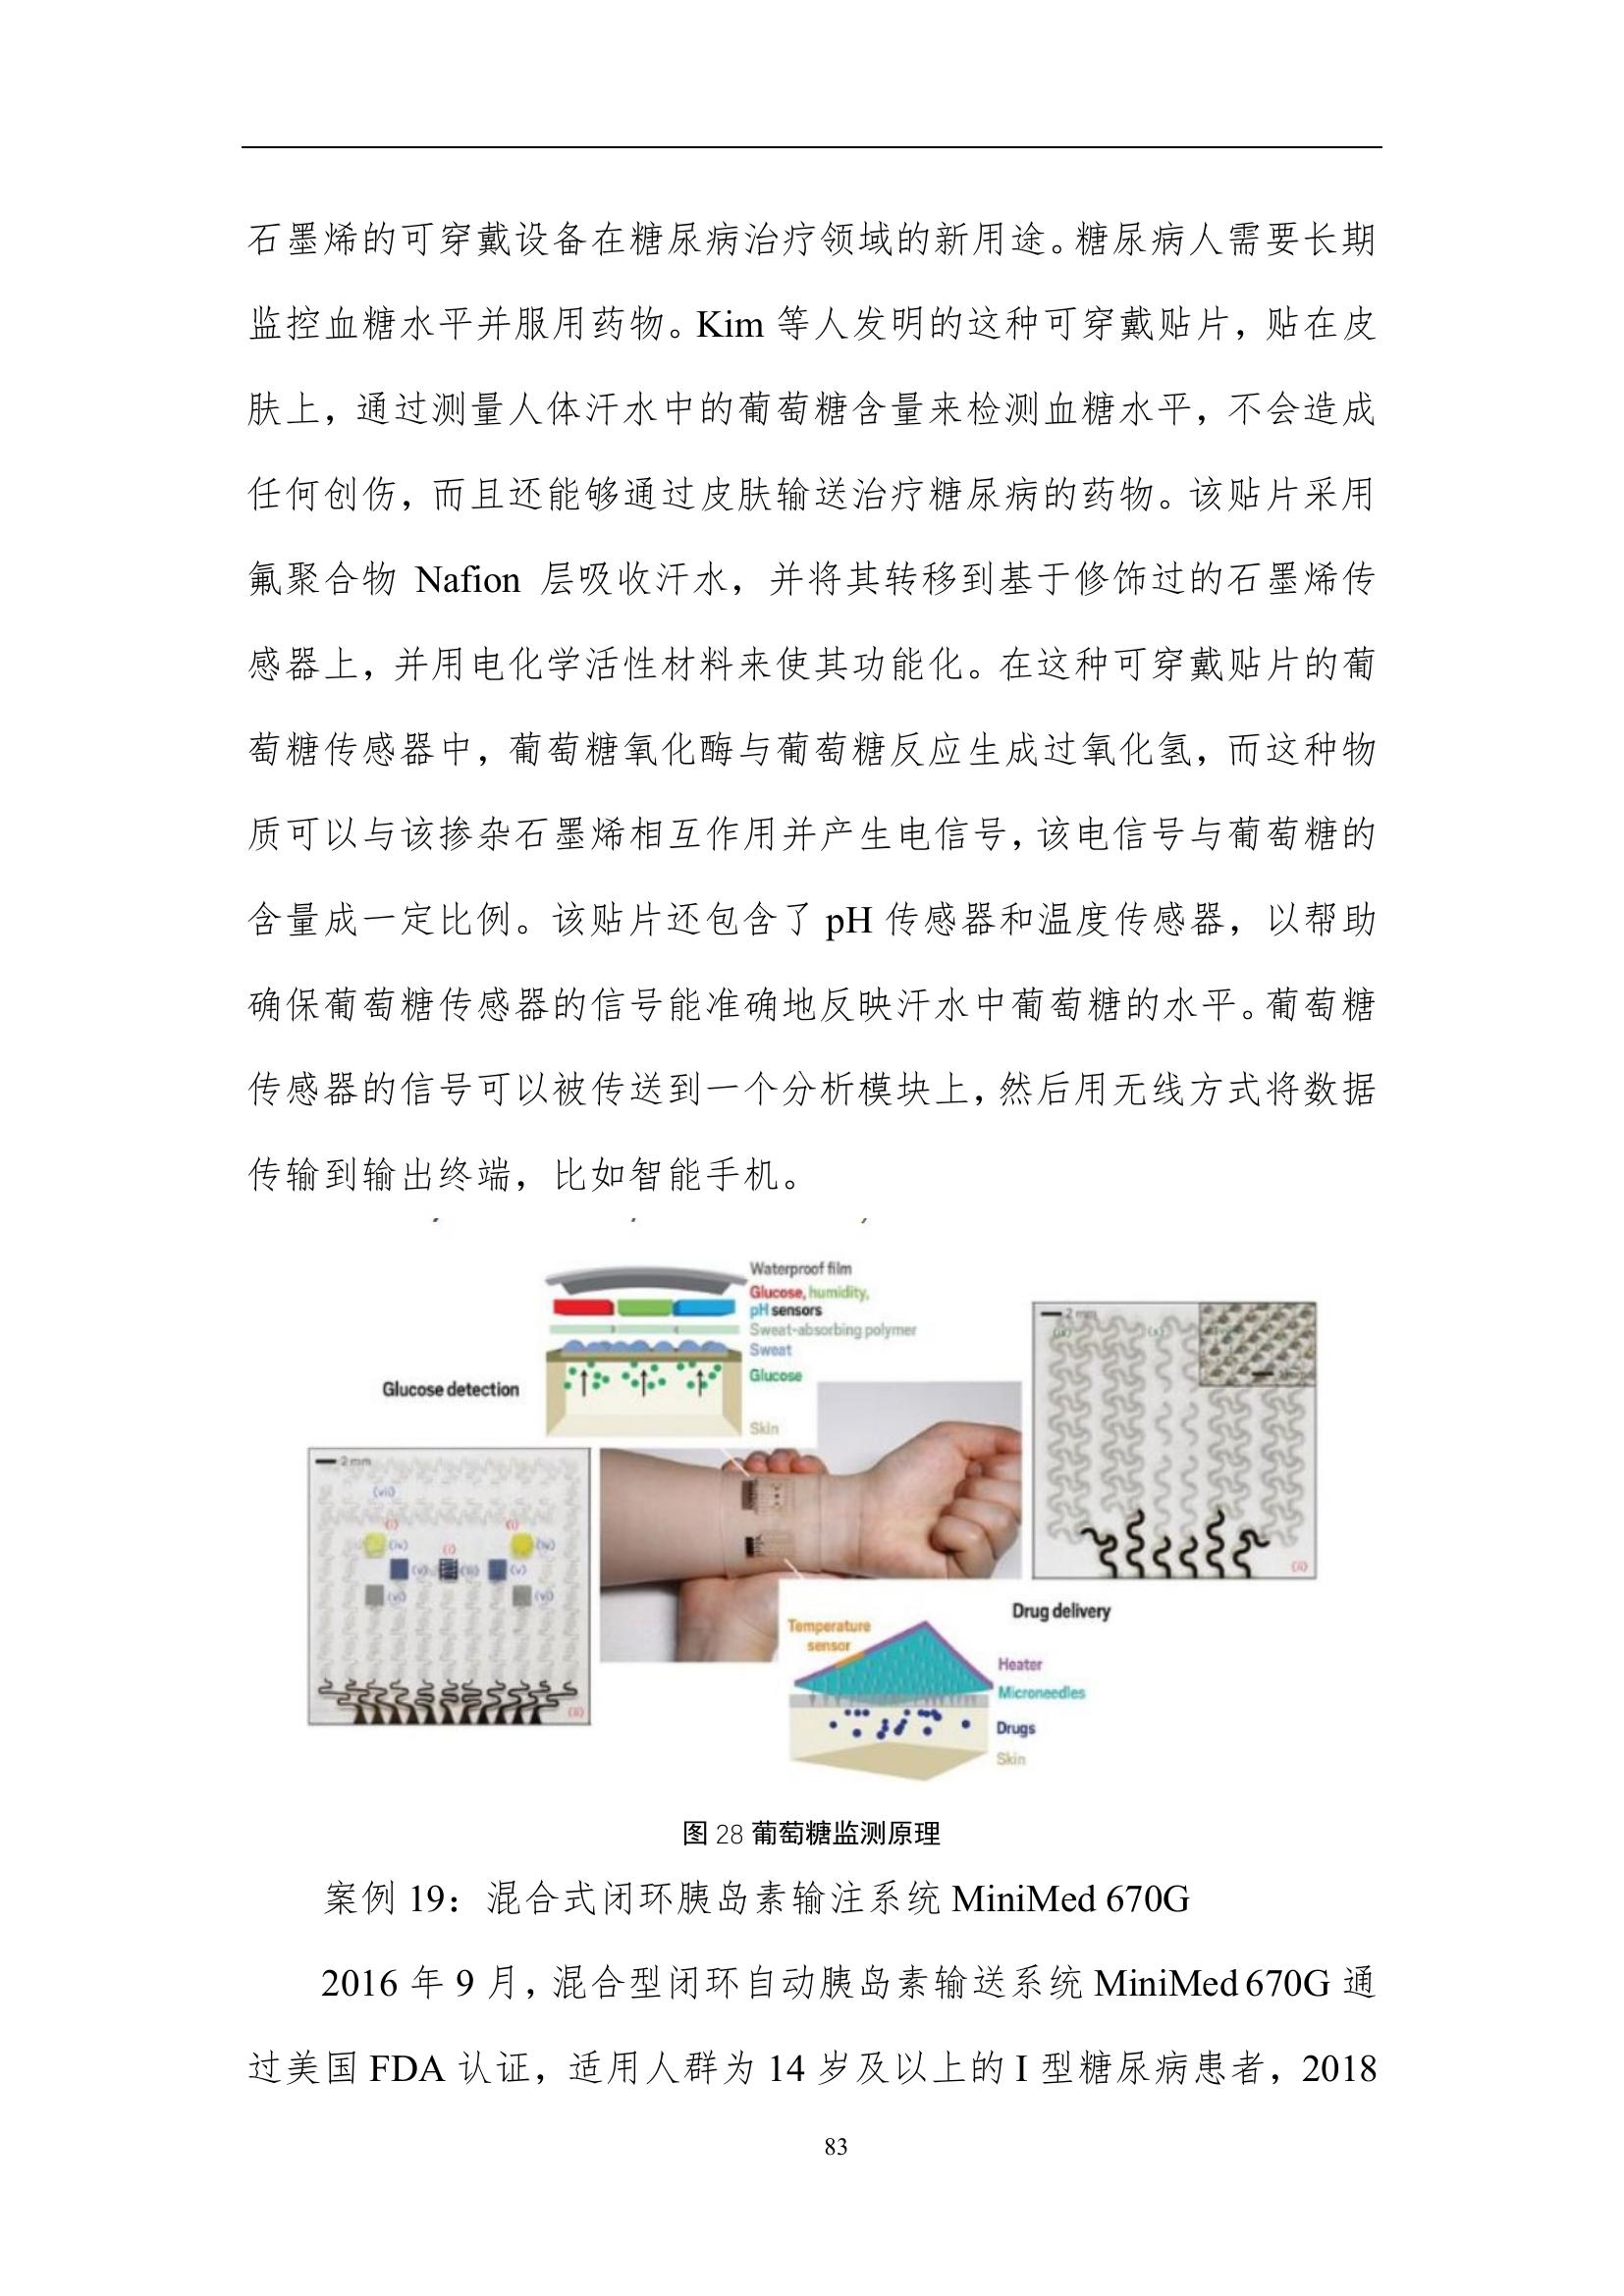 石墨烯的可穿戴设备在糖尿病治疗领域的新用途。糖尿病人需要长期
监控血糖水平并服用药物。Kim 等人发明的这种可穿戴贴片，贴在皮
肤上，通过测量人体汗水中的葡萄糖含量来检测血糖水平，不会造成
任何创伤，而且还能够通过皮肤输送治疗糖尿病的药物。该贴片采用
氟聚合物 Nafion 层吸收汗水，并将其转移到基于修饰过的石墨烯传
感器上，并用电化学活性材料来使其功能化。在这种可穿戴贴片的葡
萄糖传感器中，葡萄糖氧化酶与葡萄糖反应生成过氧化氢，而这种物
质可以与该掺杂石墨烯相互作用并产生电信号，该电信号与葡萄糖的
含量成一定比例。该贴片还包含了 pH 传感器和温度传感器，以帮助
确保葡萄糖传感器的信号能准确地反映汗水中葡萄糖的水平。葡萄糖
传感器的信号可以被传送到一个分析模块上，然后用无线方式将数据
传输到输出终端，比如智能手机。
Waterproof film
Glucose, humidity,
pH sensors
Sweat-absorbing polymer
Sweat
Glucose
Skin
Glucose detection
2 mm
(vii)
(i)
(i)
(iv)
(i)
(iv)
(v)
(v)
(vi)
(vi)
(ii)
2 mm
(ii)
Drug delivery
Temperature
sensor
Heater
Microneedles
Drugs
Skin
图 28 葡萄糖监测原理
案例 19：混合式闭环胰岛素输注系统 MiniMed 670G
2016 年 9 月，混合型闭环自动胰岛素输送系统 MiniMed 670G 通
过美国 FDA 认证，适用人群为 14 岁及以上的 I 型糖尿病患者，2018
83